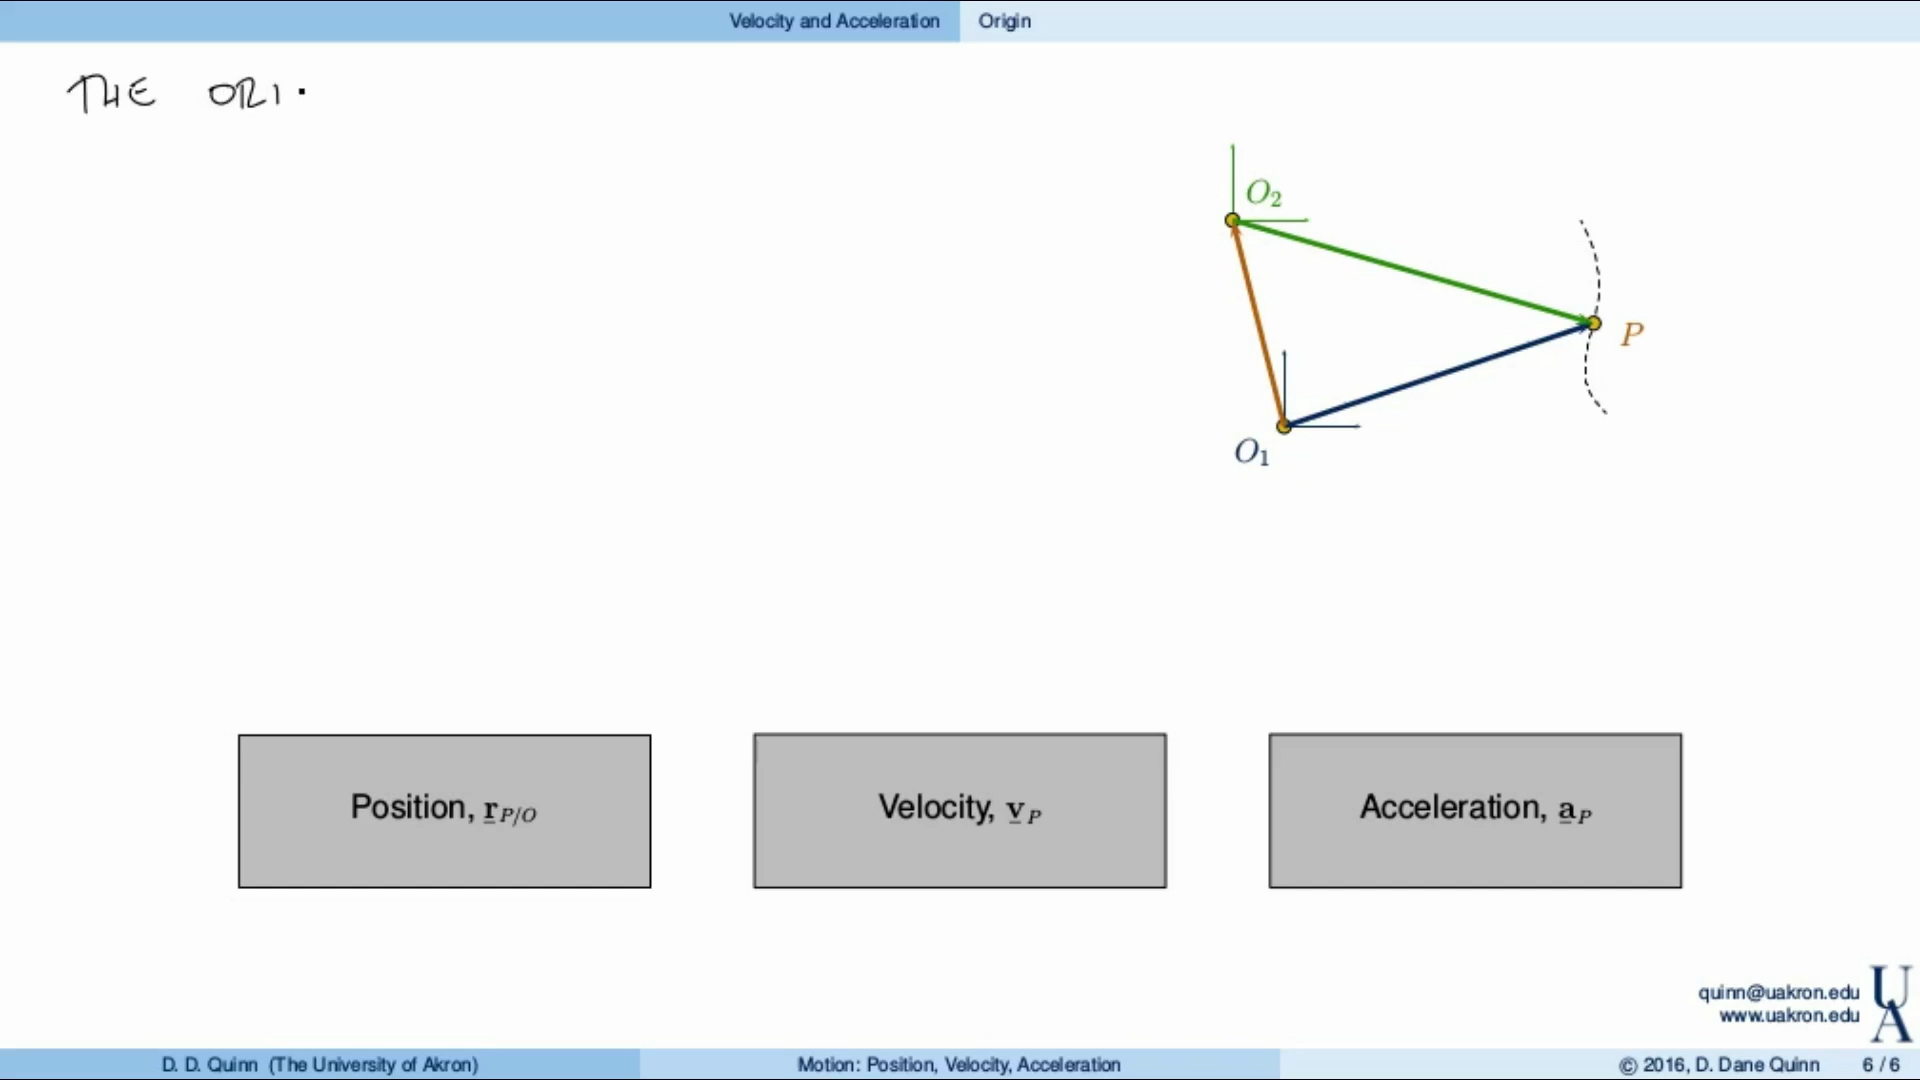 Velocity and Acceleration Origin
THE ORI
O₂
P
O₁
Position, r_P/O
Velocity, v_P
Acceleration, a_P
quinn@uakron.edu
www.uakron.edu
UA
D. D. Quinn (The University of Akron) Motion: Position, Velocity, Acceleration © 2016, D. Dane Quinn 6 / 6